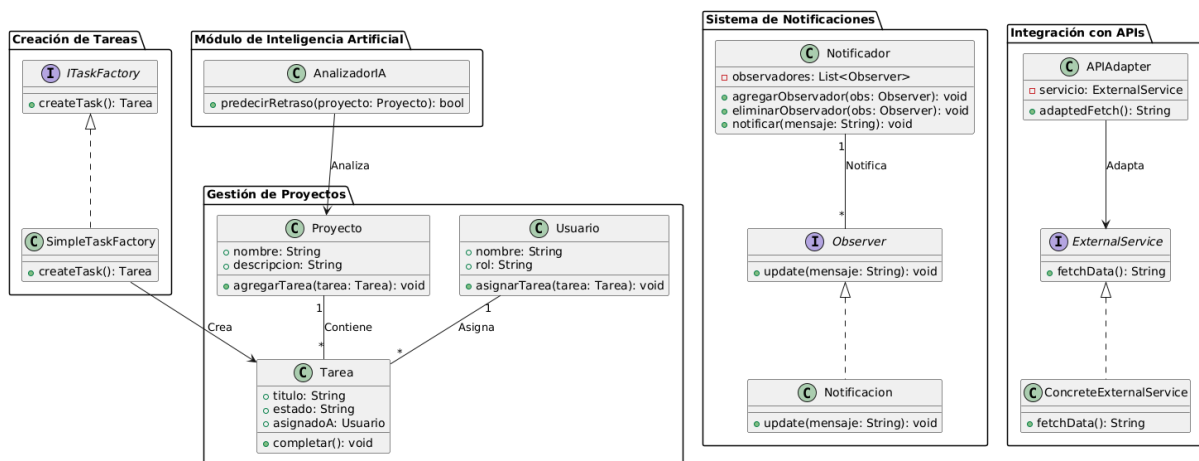 Creación de Tareas
I ITaskFactory
createTask(): Tarea
C SimpleTaskFactory
createTask(): Tarea
Crea
Módulo de Inteligencia Artificial
C AnalizadorIA
predecirRetraso(proyecto: Proyecto): bool
Analiza
Gestión de Proyectos
C Proyecto
nombre: String
descripcion: String
agregarTarea(tarea: Tarea): void
C Usuario
nombre: String
rol: String
asignarTarea(tarea: Tarea): void
1
Contiene
*
1
Asigna
*
C Tarea
titulo: String
estado: String
asignadoA: Usuario
completar(): void
Sistema de Notificaciones
C Notificador
observadores: List<Observer>
agregarObservador(obs: Observer): void
eliminarObservador(obs: Observer): void
notificar(mensaje: String): void
1
Notifica
*
I Observer
update(mensaje: String): void
C Notificacion
update(mensaje: String): void
Integración con APIs
C APIAdapter
servicio: ExternalService
adaptedFetch(): String
Adapta
I ExternalService
fetchData(): String
C ConcreteExternalService
fetchData(): String